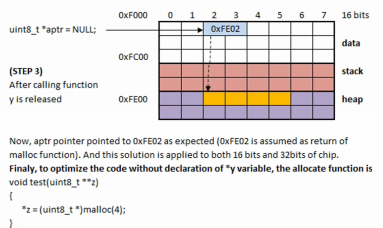 0xF000 0 1 2 3 4 5 6 7 16 bits
uint8_t *aptr = NULL; 0xFE02
data
0xFC00
(STEP 3) stack
After calling function
y is released 0xFE00 heap
Now, aptr pointer pointed to 0xFE02 as expected (0xFE02 is assumed as return of
malloc function). And this solution is applied to both 16 bits and 32bits of chip.
Finaly, to optimize the code without declaration of *y variable, the allocate function is
void test(uint8_t **z)
{
*z = (uint8_t *)malloc(4);
}